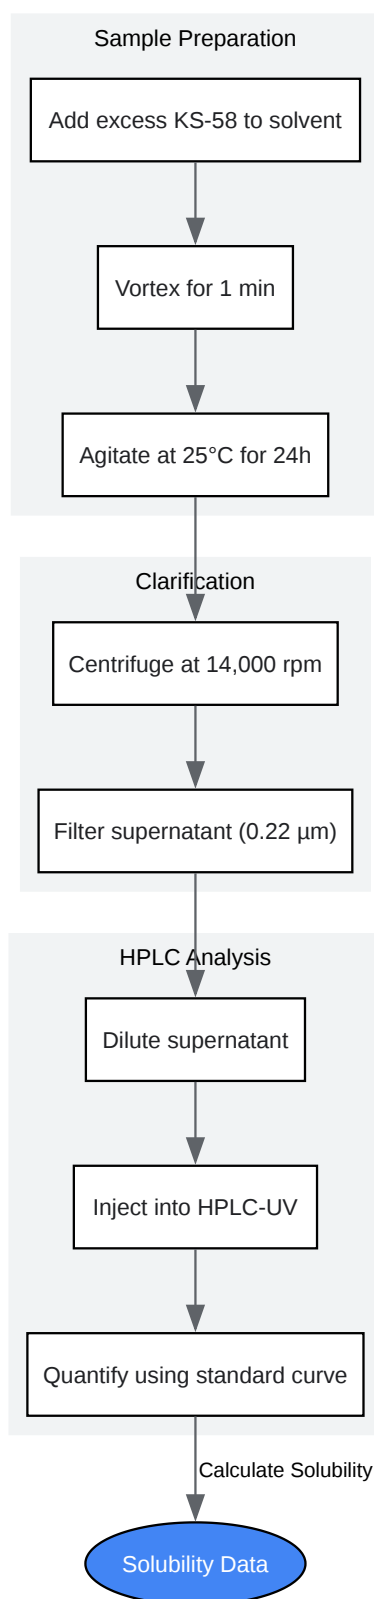 Sample Preparation
Add excess KS-58 to solvent
Vortex for 1 min
Agitate at 25°C for 24h
Clarification
Centrifuge at 14,000 rpm
Filter supernatant (0.22 µm)
HPLC Analysis
Dilute supernatant
Inject into HPLC-UV
Quantify using standard curve
Calculate Solubility
Solubility Data